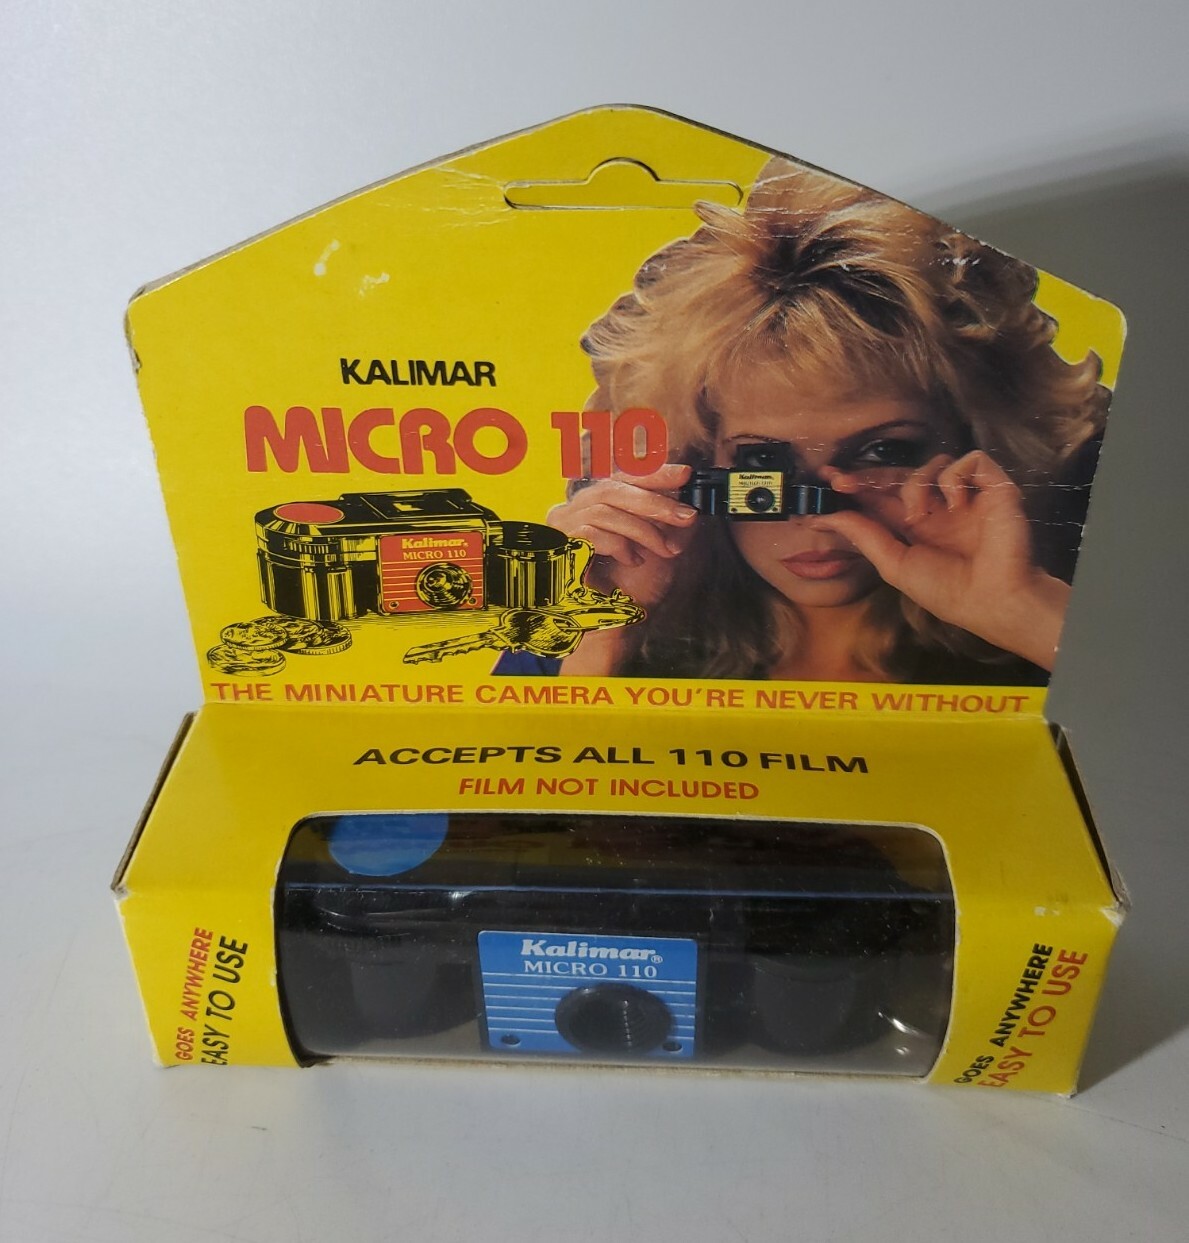 KALIMAR
MICRO 110
Kalimar®
MICRO 110
Kalimar
THE MINIATURE CAMERA YOU'RE NEVER WITHOUT
ACCEPTS ALL 110 FILM
FILM NOT INCLUDED
GOES ANYWHERE
EASY TO USE
Kalimar®
MICRO 110
GOES ANYWHERE
EASY TO USE